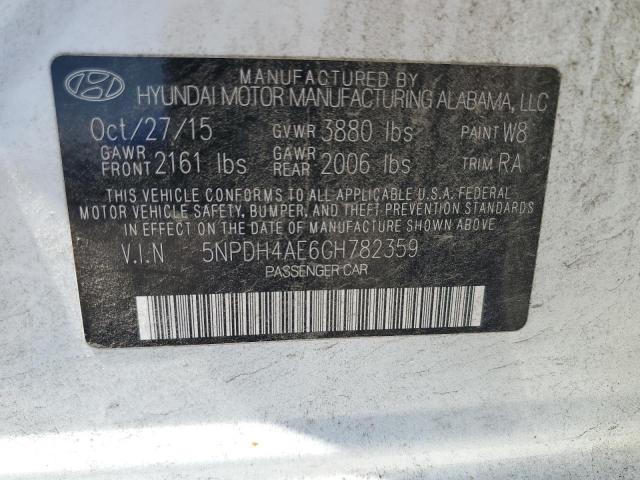 MANUFACTURED BY
HYUNDAI MOTOR MANUFACTURING ALABAMA, LLC
Oct/27/15 GVWR 3880 lbs PAINT W8
GAWR FRONT 2161 lbs GAWR REAR 2006 lbs TRIM RA
THIS VEHICLE CONFORMS TO ALL APPLICABLE U.S.A. FEDERAL
MOTOR VEHICLE SAFETY, BUMPER, AND THEFT PREVENTION
STANDARDS IN EFFECT ON THE DATE OF MANUFACTURE SHOWN ABOVE.
V.I.N 5NPDH4AE6GH782359
PASSENGER CAR